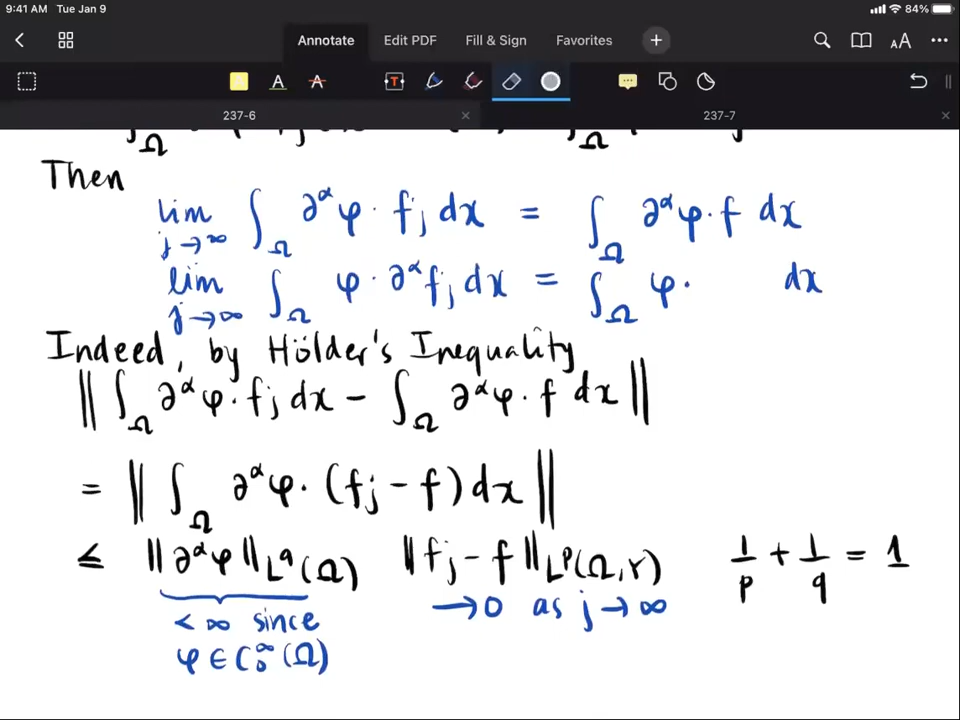 9:41 AM Tue Jan 9 84%
Annotate Edit PDF Fill & Sign Favorites
237-6 237-7
Then
lim j→∞ ∫_Ω ∂^α φ · f_j dx = ∫_Ω ∂^α φ · f dx
lim j→∞ ∫_Ω φ · ∂^α f_j dx = ∫_Ω φ · dx
Indeed, by Hölder's Inequality
‖ ∫_Ω ∂^α φ · f_j dx − ∫_Ω ∂^α φ · f dx ‖
= ‖ ∫_Ω ∂^α φ · (f_j − f) dx ‖
≤ ‖∂^α φ‖_{L^q(Ω)} ‖f_j − f‖_{L^p(Ω,Y)} 1/p + 1/q = 1
< ∞ since → 0 as j → ∞
φ ∈ C_0^∞(Ω)